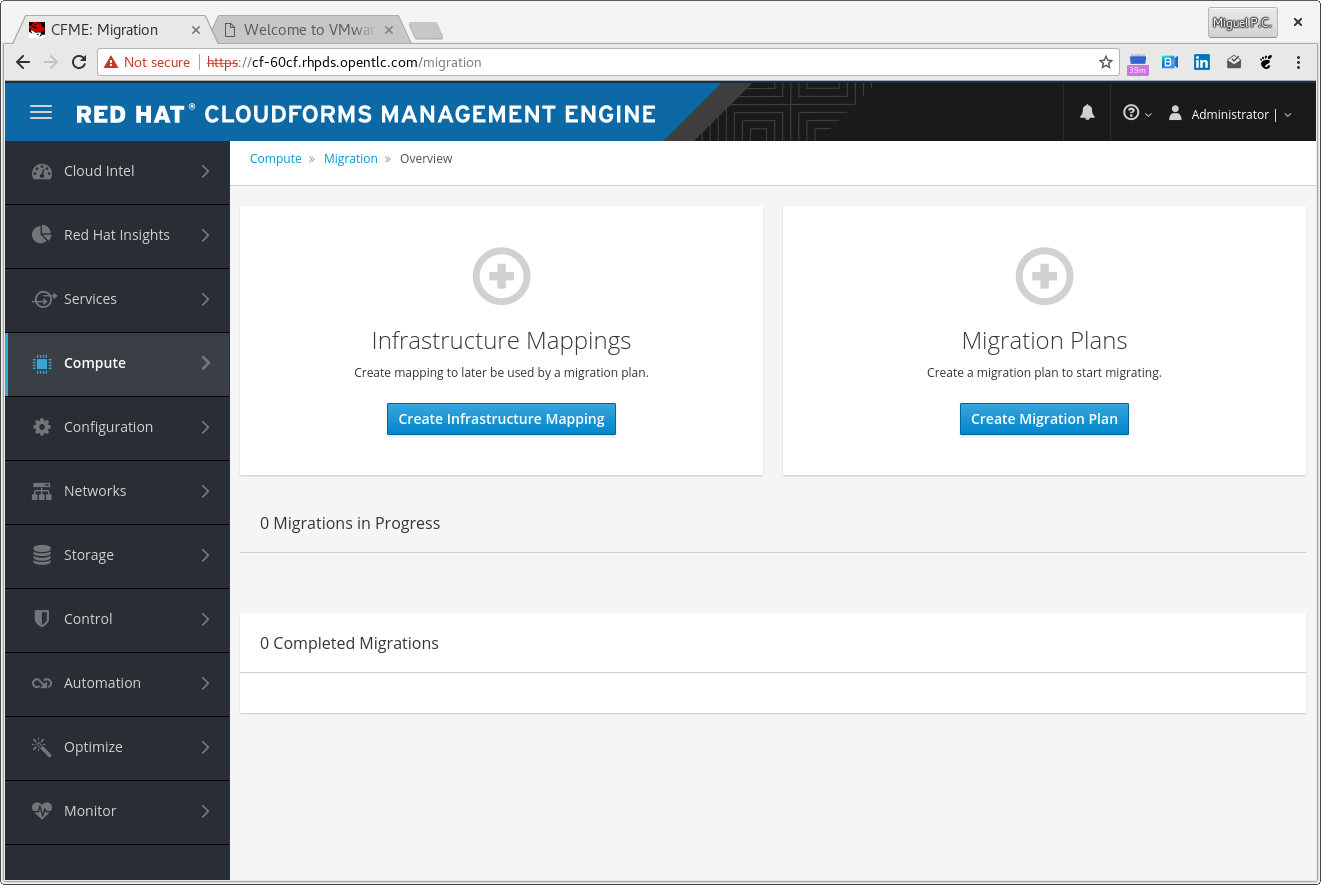 CFME: Migration
Welcome to VMwar
Miguel P.C.
Not secure
https://cf-60cf.rhpds.opentlc.com/migration
39m
RED HAT® CLOUDFORMS MANAGEMENT ENGINE
Administrator |
Cloud Intel
Red Hat Insights
Services
Compute
Configuration
Networks
Storage
Control
Automation
Optimize
Monitor
Compute » Migration » Overview
Infrastructure Mappings
Create mapping to later be used by a migration plan.
Create Infrastructure Mapping
Migration Plans
Create a migration plan to start migrating.
Create Migration Plan
0 Migrations in Progress
0 Completed Migrations